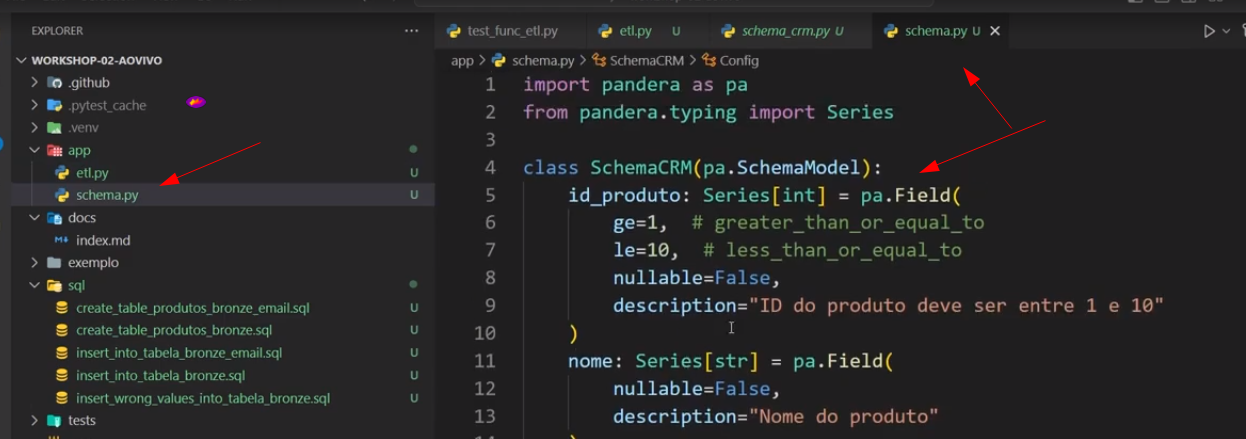 EXPLORER
WORKSHOP-02-AOVIVO
.github
.pytest_cache
.venv
app
etl.py U
schema.py U
docs
index.md
exemplo
sql
create_table_produtos_bronze_email.sql U
create_table_produtos_bronze.sql U
insert_into_tabela_bronze_email.sql U
insert_into_tabela_bronze.sql U
insert_wrong_values_into_tabela_bronze.sql U
tests
test_func_etl.py etl.py U schema_crm.py U schema.py U
app > schema.py > SchemaCRM > Config
1 import pandera as pa
2 from pandera.typing import Series
3
4 class SchemaCRM(pa.SchemaModel):
5 id_produto: Series[int] = pa.Field(
6 ge=1, # greater_than_or_equal_to
7 le=10, # less_than_or_equal_to
8 nullable=False,
9 description="ID do produto deve ser entre 1 e 10"
10 )
11 nome: Series[str] = pa.Field(
12 nullable=False,
13 description="Nome do produto"